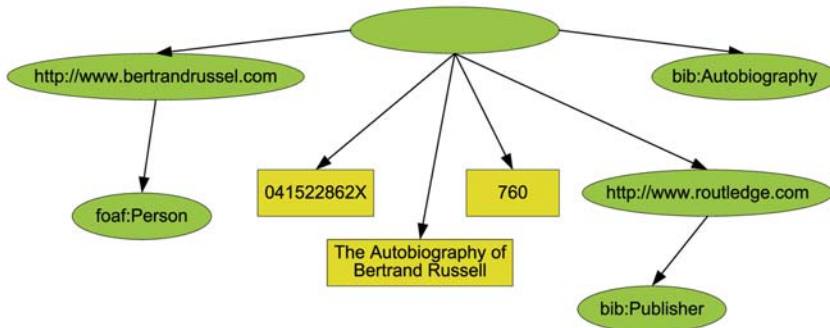 http://www.bertrandrussel.com
bib:Autobiography
041522862X
760
http://www.routledge.com
foaf:Person
The Autobiography of
Bertrand Russell
bib:Publisher